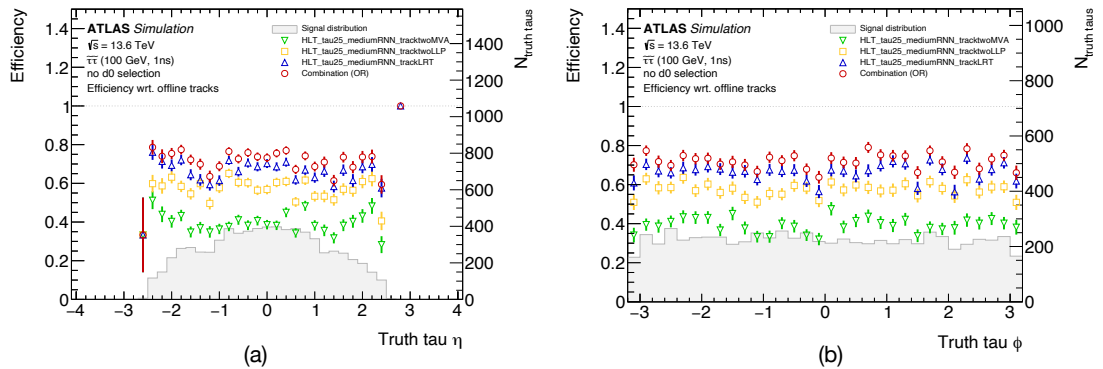 Efficiency
1.4
1.2
1
0.8
0.6
0.4
0.2
0
ATLAS Simulation
√s = 13.6 TeV
τ̃τ̃ (100 GeV, 1ns)
no d0 selection
Efficiency wrt. offline tracks
Signal distribution
HLT_tau25_mediumRNN_tracktwoMVA
HLT_tau25_mediumRNN_tracktwoLLP
HLT_tau25_mediumRNN_trackLRT
Combination (OR)
N truth taus
1400
1200
1000
800
600
400
200
0
−4 −3 −2 −1 0 1 2 3 4
Truth tau η
(a)
Efficiency
1.4
1.2
1
0.8
0.6
0.4
0.2
0
ATLAS Simulation
√s = 13.6 TeV
τ̃τ̃ (100 GeV, 1ns)
no d0 selection
Efficiency wrt. offline tracks
Signal distribution
HLT_tau25_mediumRNN_tracktwoMVA
HLT_tau25_mediumRNN_tracktwoLLP
HLT_tau25_mediumRNN_trackLRT
Combination (OR)
N truth taus
1000
800
600
400
200
0
−3 −2 −1 0 1 2 3
Truth tau ϕ
(b)